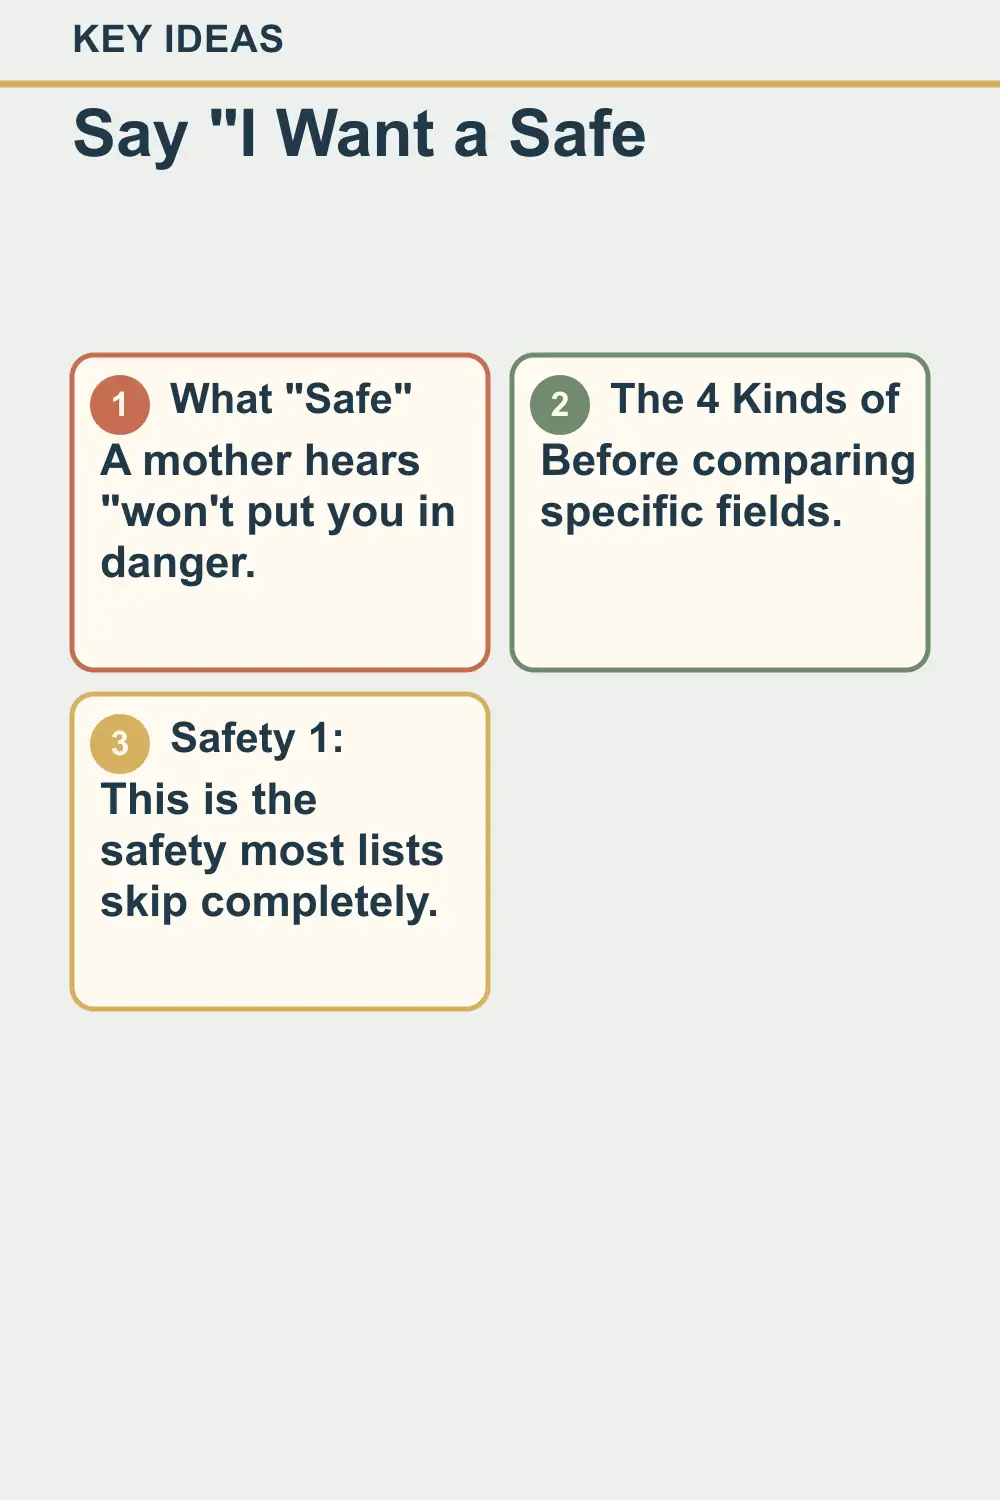 KEY IDEAS
Say "I Want a Safe
1 What "Safe"
A mother hears
"won't put you in
danger.
2 The 4 Kinds of
Before comparing
specific fields.
3 Safety 1:
This is the
safety most lists
skip completely.